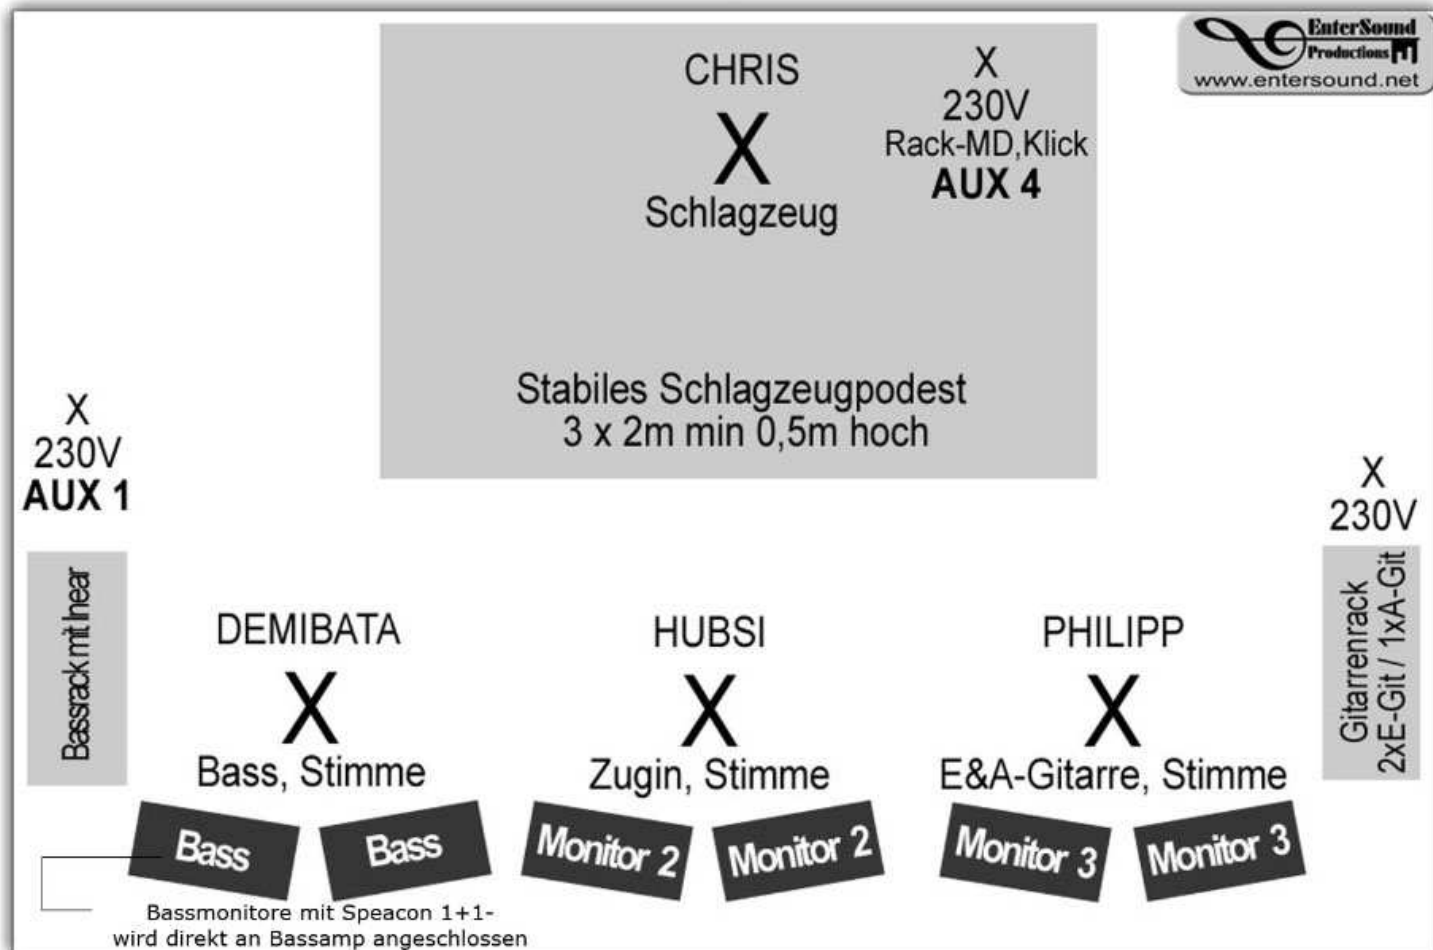 EnterSound
Productions
www.entersound.net
CHRIS
X
Schlagzeug
X
230V
Rack-MD,Klick
AUX 4
Stabiles Schlagzeugpodest
3 x 2m min 0,5m hoch
X
230V
AUX 1
X
230V
Bassrack mit Inear
DEMIBATA
X
Bass, Stimme
HUBSI
X
Zugin, Stimme
PHILIPP
X
E&A-Gitarre, Stimme
Gitarrenrack
2xE-Git / 1xA-Git
Bass
Bass
Monitor 2
Monitor 2
Monitor 3
Monitor 3
Bassmonitore mit Speacon 1+1-
wird direkt an Bassamp angeschlossen